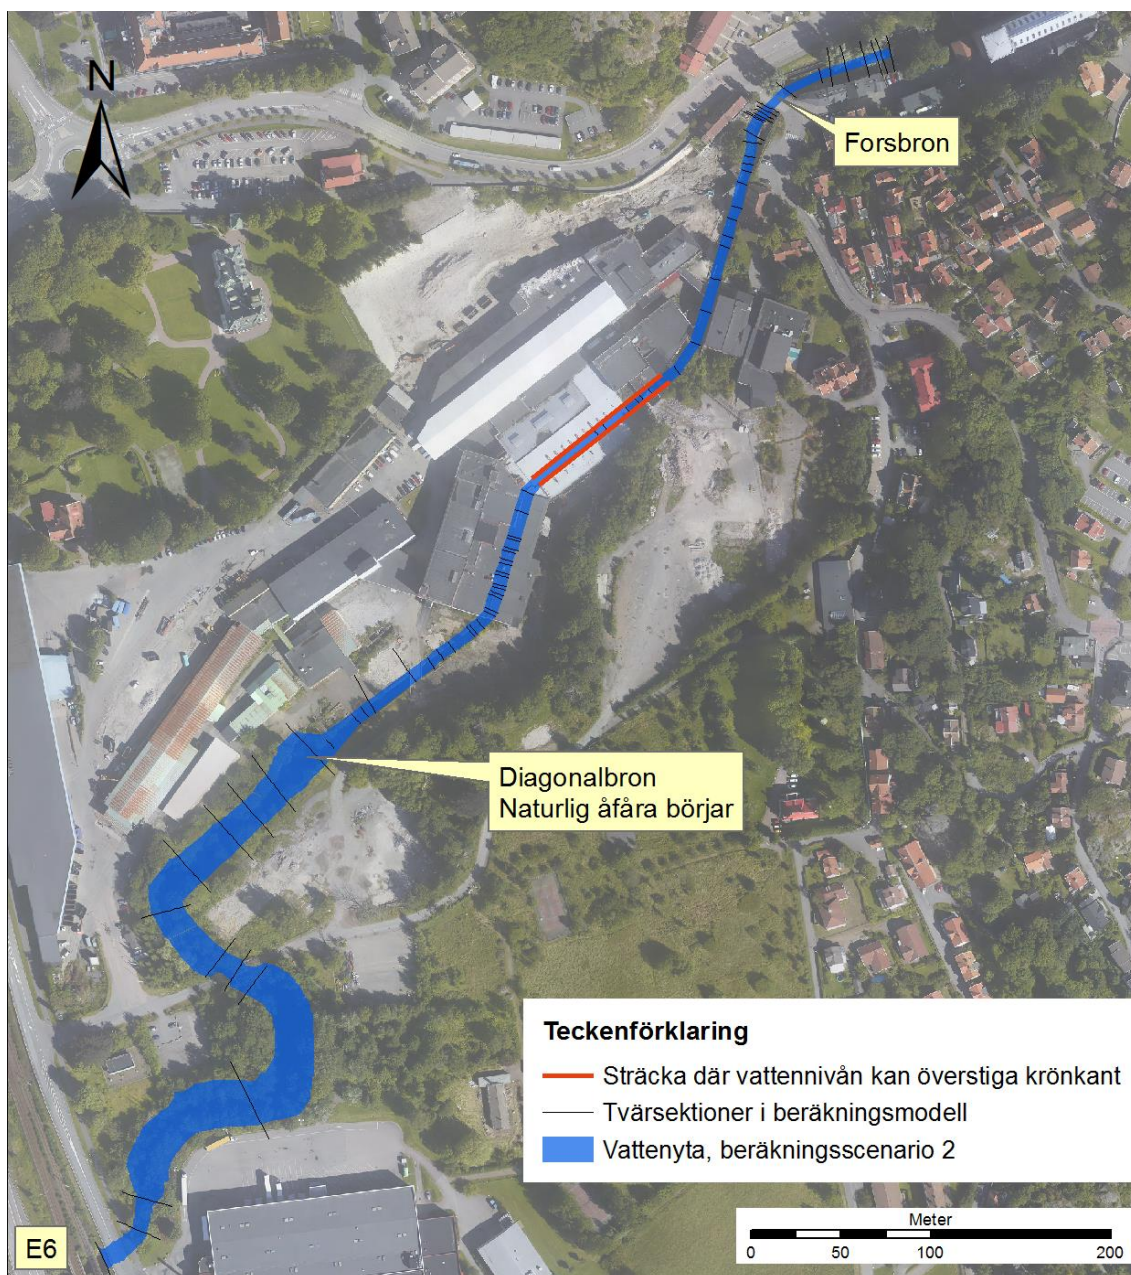 N
Forsbron
Diagonalbron
Naturlig åfåra börjar
Teckenförklaring
Sträcka där vattennivån kan överstiga krönkant
Tvärsektioner i beräkningsmodell
Vattenyta, beräkningsscenario 2
Meter
0 50 100 200
E6